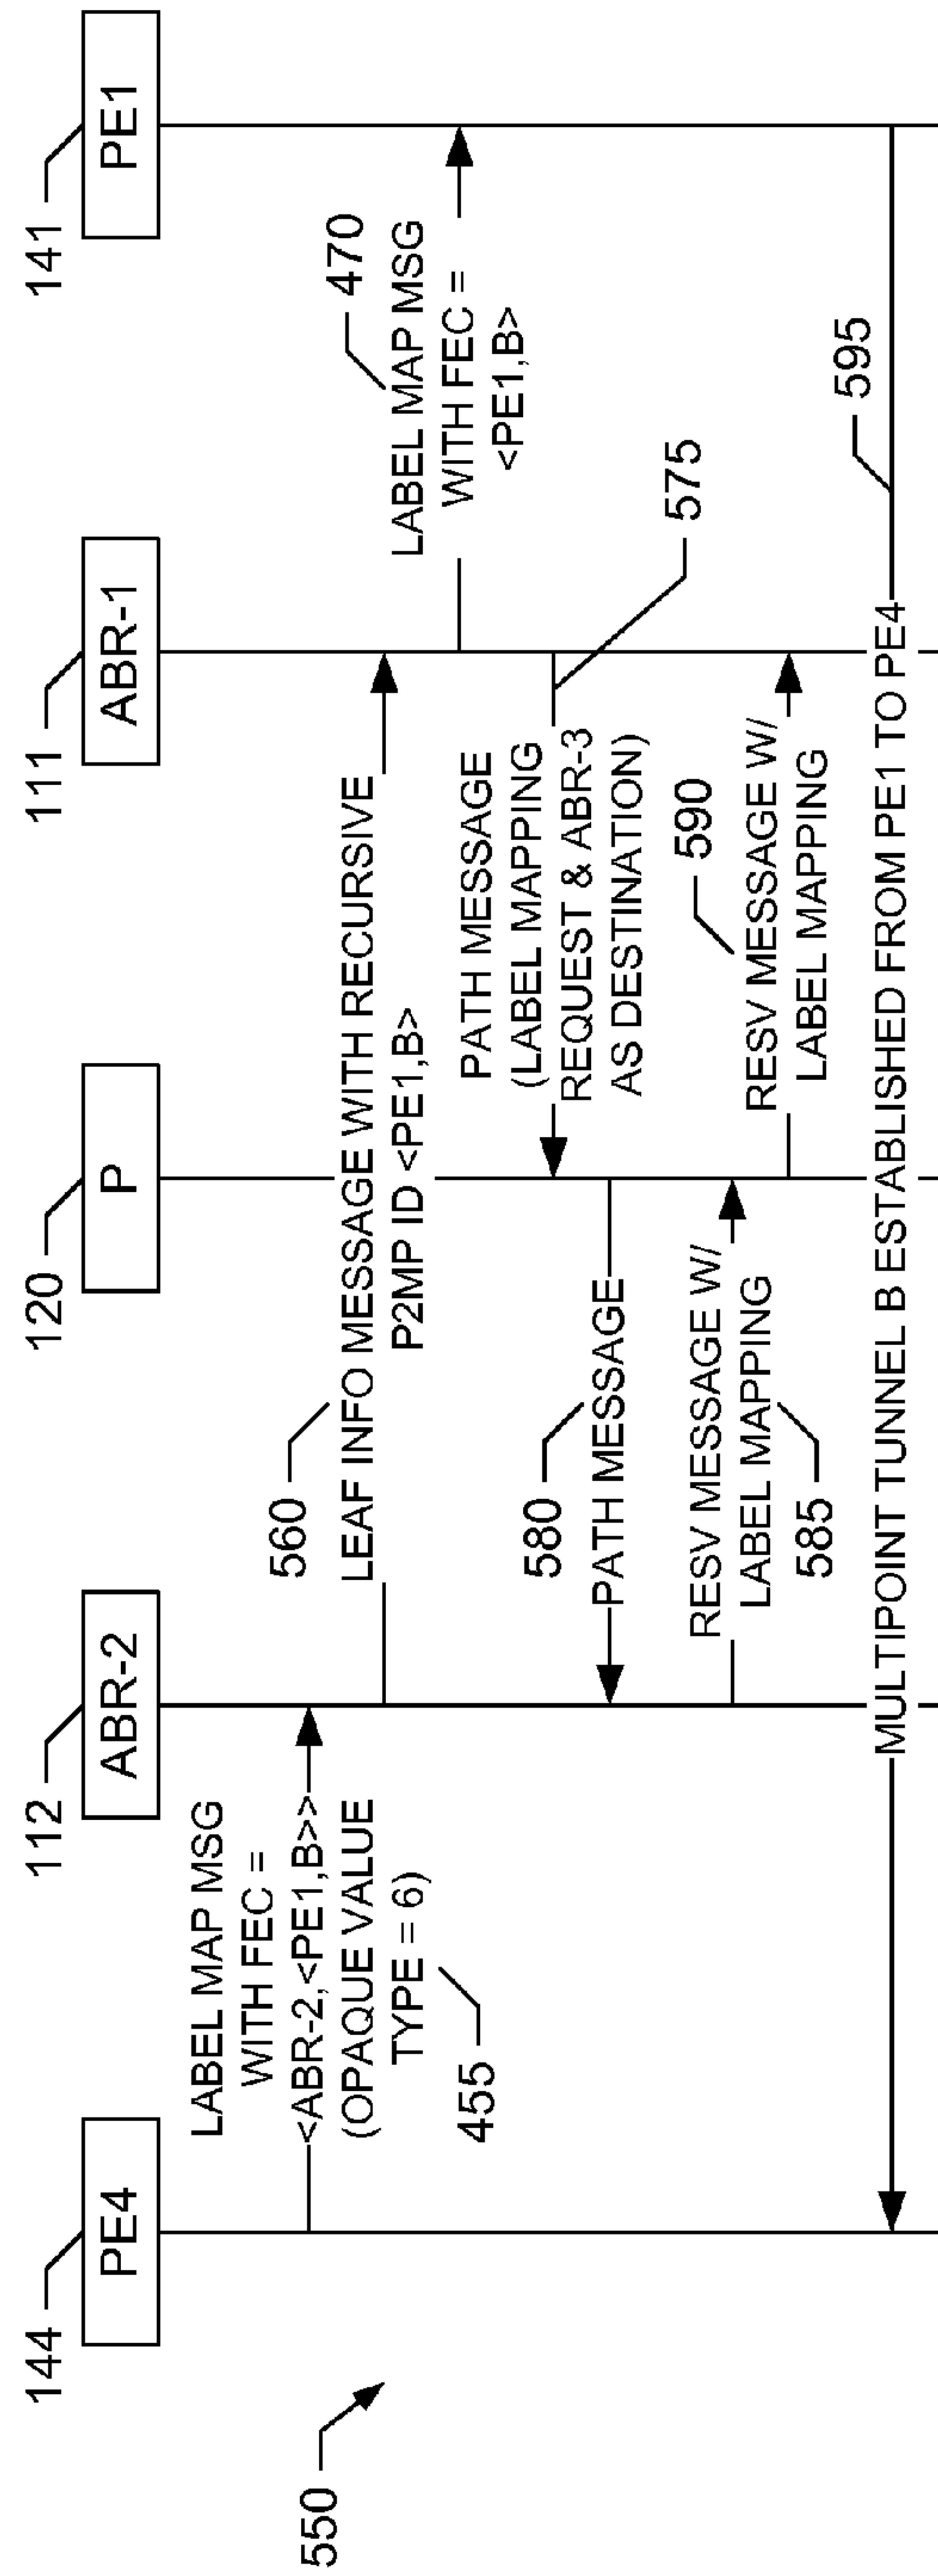 550
144
PE4
112
ABR-2
120
P
111
ABR-1
141
PE1
LABEL MAP MSG
WITH FEC =
<ABR-2,<PE1,B>>
(OPAQUE VALUE
TYPE = 6)
455
560
LEAF INFO MESSAGE WITH RECURSIVE
P2MP ID <PE1,B>
470
LABEL MAP MSG
WITH FEC =
<PE1,B>
PATH MESSAGE
(LABEL MAPPING
REQUEST & ABR-3
AS DESTINATION)
575
580
PATH MESSAGE
RESV MESSAGE W/
LABEL MAPPING
585
590
RESV MESSAGE W/
LABEL MAPPING
MULTIPOINT TUNNEL B ESTABLISHED FROM PE1 TO PE4
595